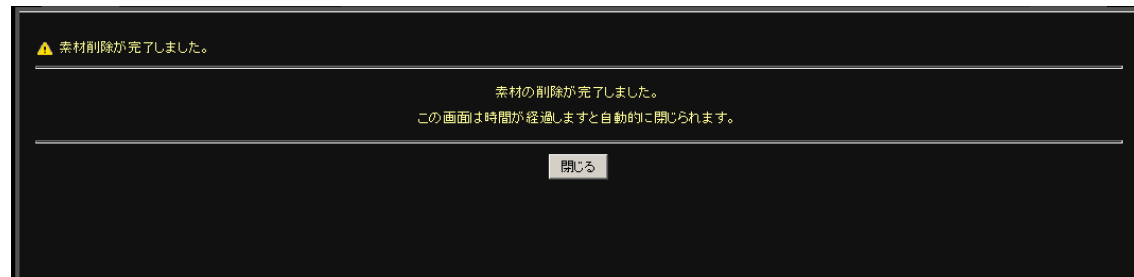 素材削除が完了しました。
素材の削除が完了しました。
この画面は時間が経過しますと自動的に閉じられます。
閉じる